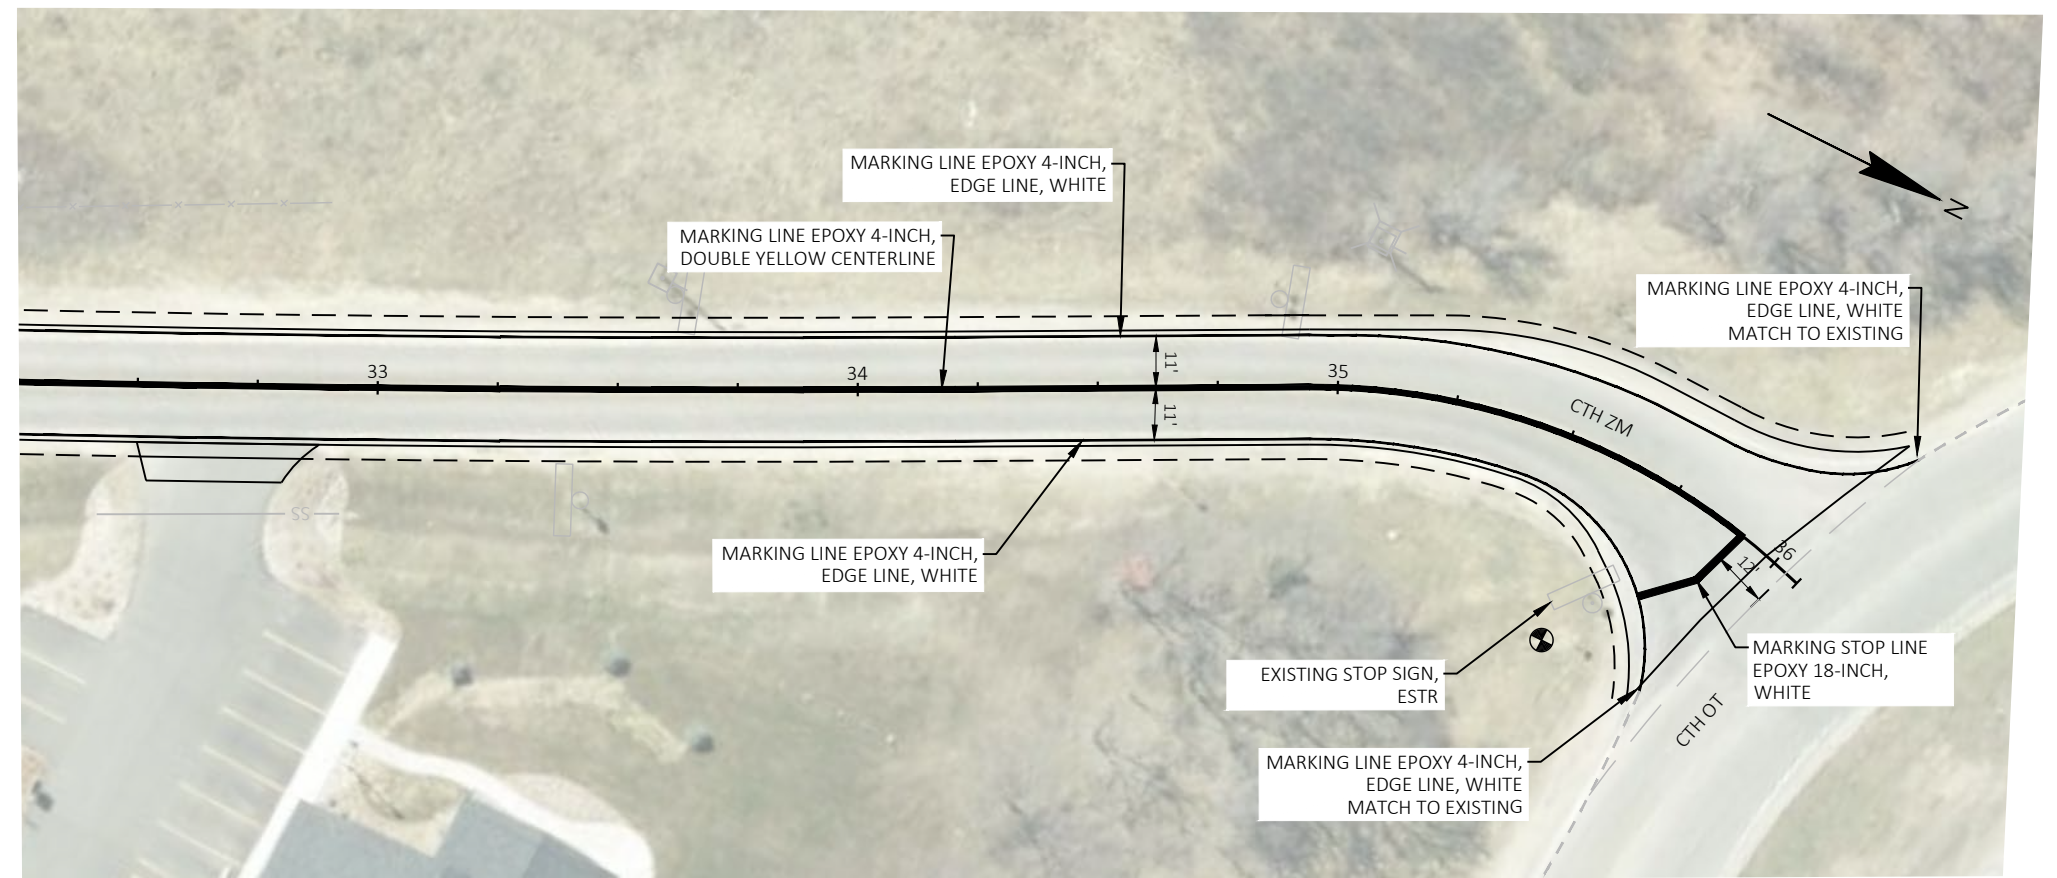 MARKING LINE EPOXY 4-INCH,
EDGE LINE, WHITE
MARKING LINE EPOXY 4-INCH,
DOUBLE YELLOW CENTERLINE
N
MARKING LINE EPOXY 4-INCH,
EDGE LINE, WHITE
MATCH TO EXISTING
33
34
35
11'
11'
CTH ZM
36
12'
SS
MARKING LINE EPOXY 4-INCH,
EDGE LINE, WHITE
EXISTING STOP SIGN,
ESTR
MARKING STOP LINE
EPOXY 18-INCH,
WHITE
CTH OT
MARKING LINE EPOXY 4-INCH,
EDGE LINE, WHITE
MATCH TO EXISTING